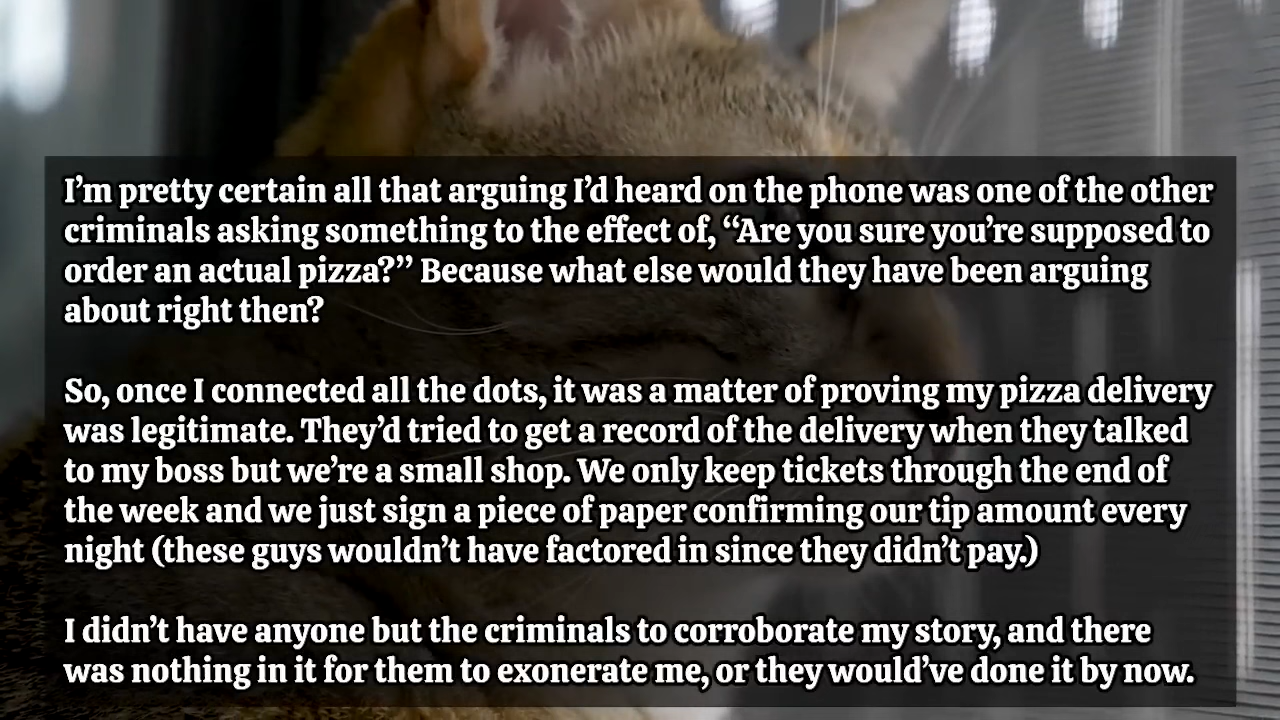 I’m pretty certain all that arguing I’d heard on the phone was one of the other
criminals asking something to the effect of, “Are you sure you’re supposed to
order an actual pizza?” Because what else would they have been arguing
about right then?
So, once I connected all the dots, it was a matter of proving my pizza delivery
was legitimate. They’d tried to get a record of the delivery when they talked
to my boss but we’re a small shop. We only keep tickets through the end of
the week and we just sign a piece of paper confirming our tip amount every
night (these guys wouldn’t have factored in since they didn’t pay.)
I didn’t have anyone but the criminals to corroborate my story, and there
was nothing in it for them to exonerate me, or they would’ve done it by now.